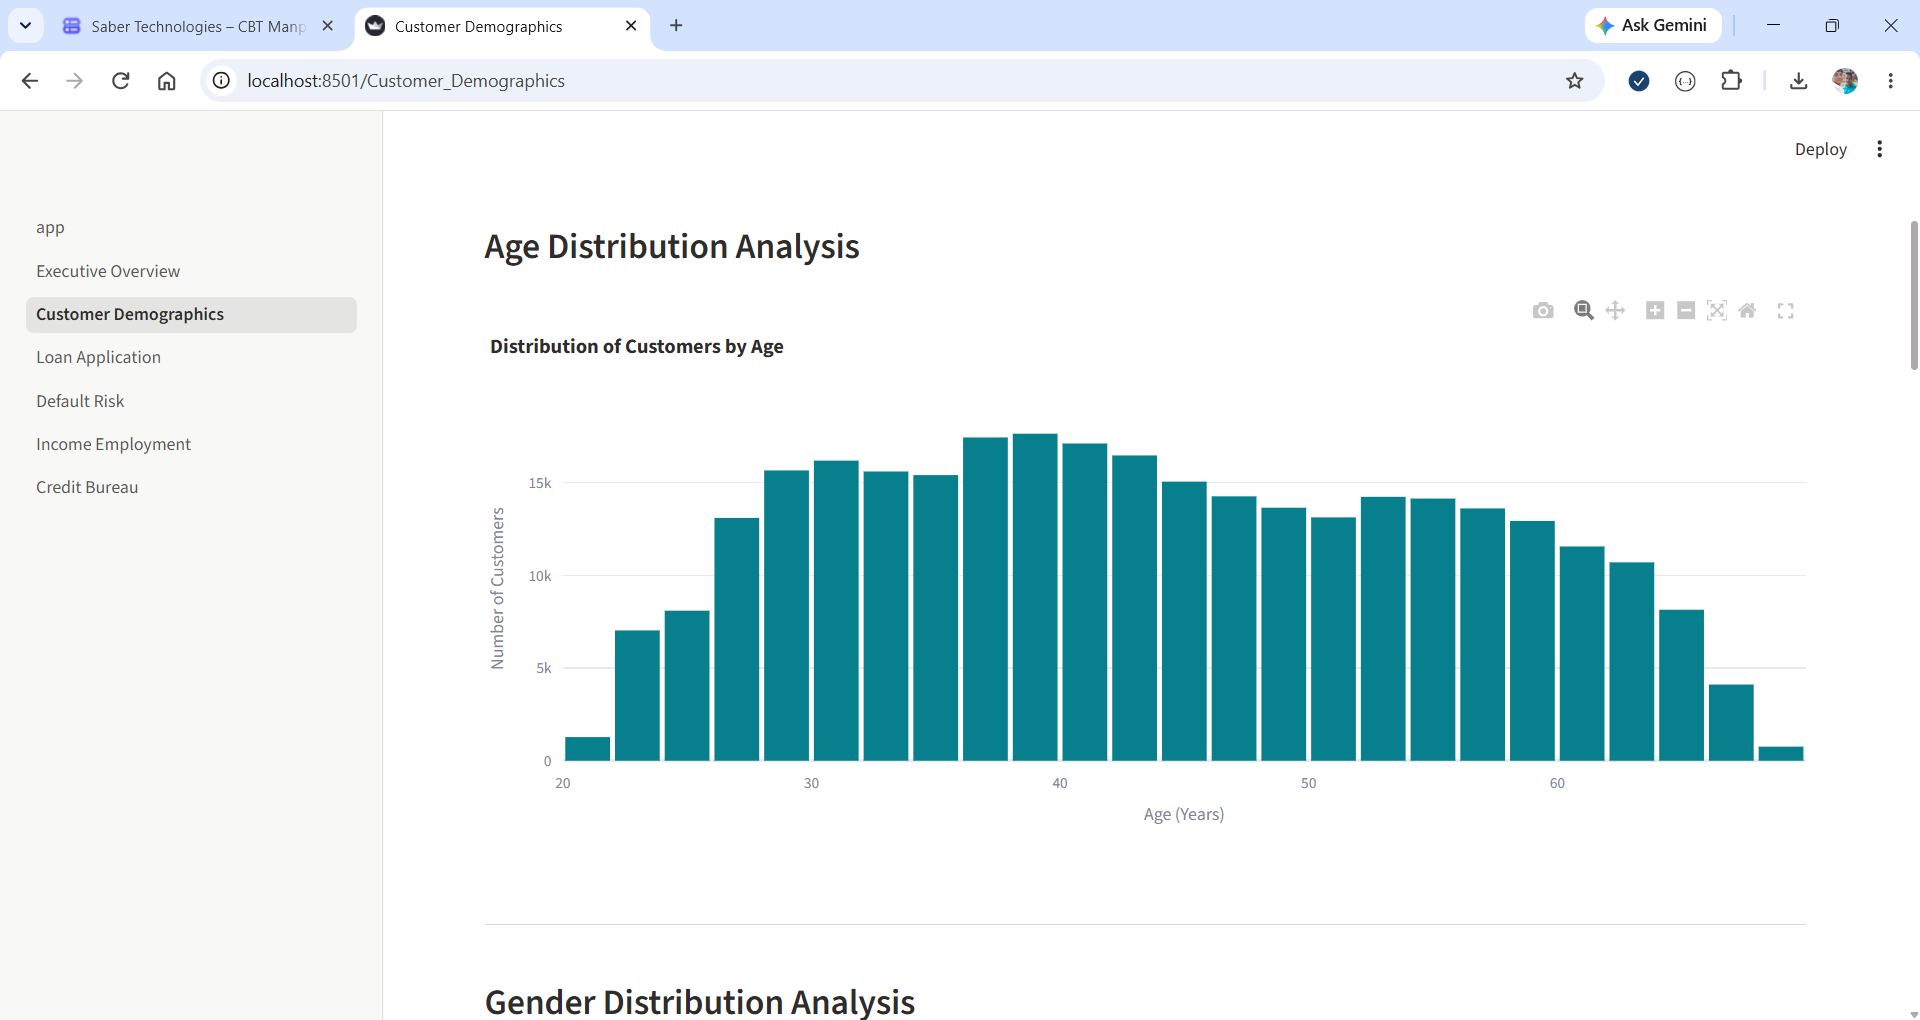 Saber Technologies – CBT Manp
Customer Demographics
Ask Gemini
localhost:8501/Customer_Demographics
Deploy
app
Executive Overview
Customer Demographics
Loan Application
Default Risk
Income Employment
Credit Bureau
Age Distribution Analysis
Distribution of Customers by Age
Number of Customers
15k
10k
5k
0
20
30
40
50
60
Age (Years)
Gender Distribution Analysis